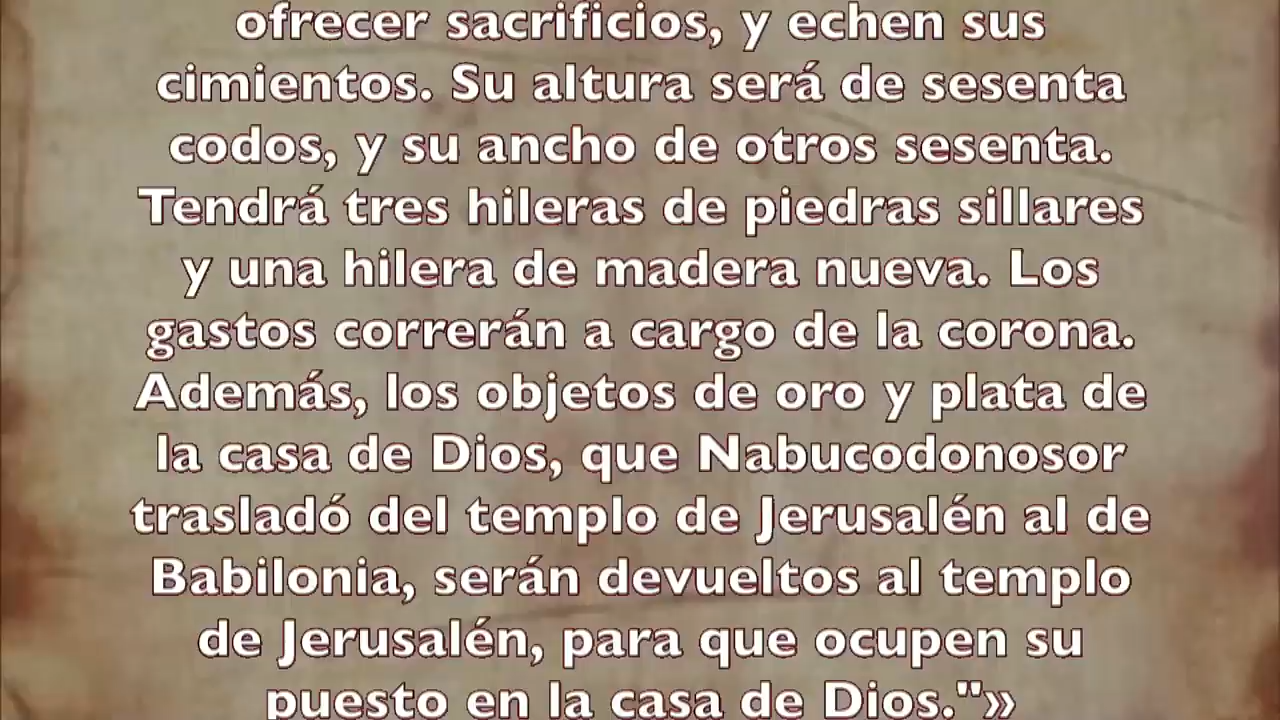 ofrecer sacrificios, y echen sus
cimientos. Su altura será de sesenta
codos, y su ancho de otros sesenta.
Tendrá tres hileras de piedras sillares
y una hilera de madera nueva. Los
gastos correrán a cargo de la corona.
Además, los objetos de oro y plata de
la casa de Dios, que Nabucodonosor
trasladó del templo de Jerusalén al de
Babilonia, serán devueltos al templo
de Jerusalén, para que ocupen su
puesto en la casa de Dios."»